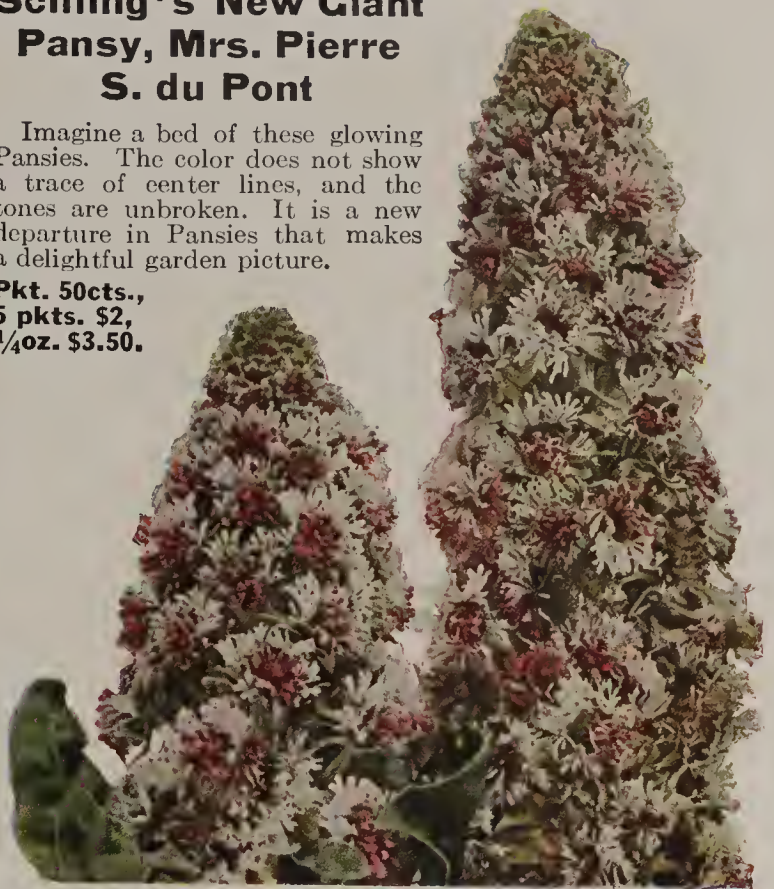 Schling's New Giant
Pansy, Mrs. Pierre
S. du Pont
Imagine a bed of these glowing
Pansies. The color does not show
a trace of center lines, and the
tones are unbroken. It is a new
departure in Pansies that makes
a delightful garden picture.
Pkt. 50cts.,
5 pkts. $2,
¼oz. $3.50.